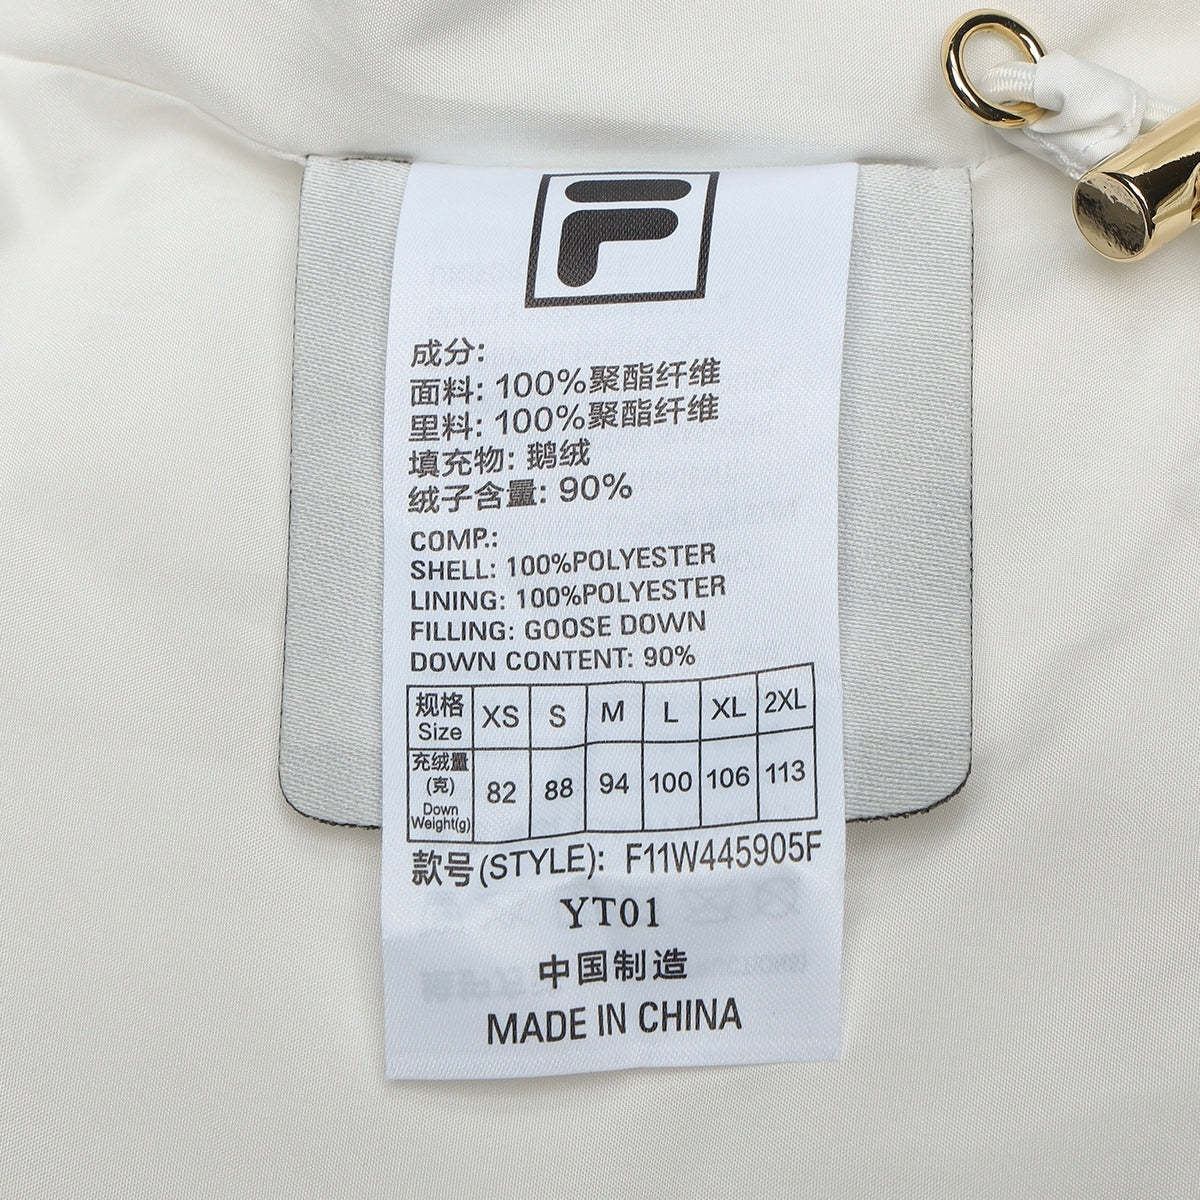 F
成分:
面料: 100%聚酯纤维
里料: 100%聚酯纤维
填充物: 鹅绒
绒子含量: 90%
COMP.:
SHELL: 100%POLYESTER
LINING: 100%POLYESTER
FILLING: GOOSE DOWN
DOWN CONTENT: 90%
规格 Size XS S M L XL 2XL
充绒量 (克) Down Weight(g) 82 88 94 100 106 113
款号(STYLE): F11W445905F
YT01
中国制造
MADE IN CHINA